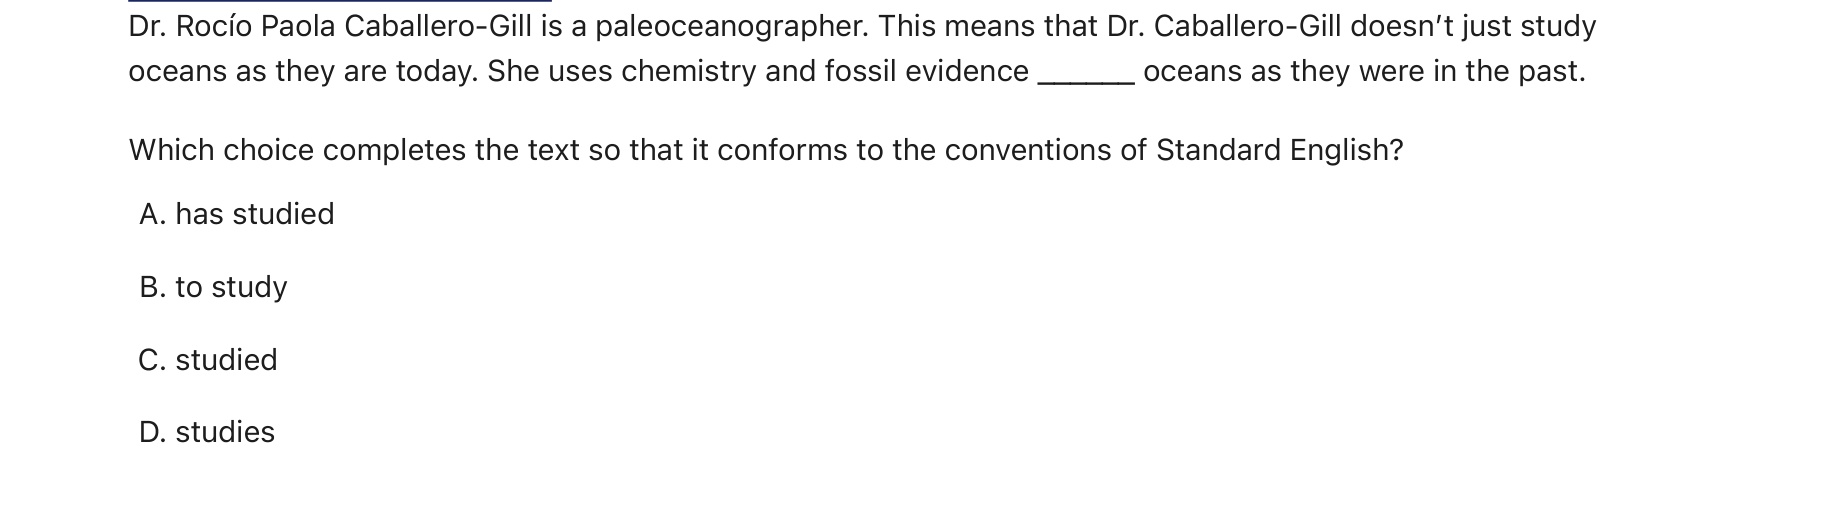 Dr. Rocío Paola Caballero-Gill is a paleoceanographer. This means that Dr. Caballero-Gill doesn't just study
oceans as they are today. She uses chemistry and fossil evidence ______ oceans as they were in the past.
Which choice completes the text so that it conforms to the conventions of Standard English?
A. has studied
B. to study
C. studied
D. studies